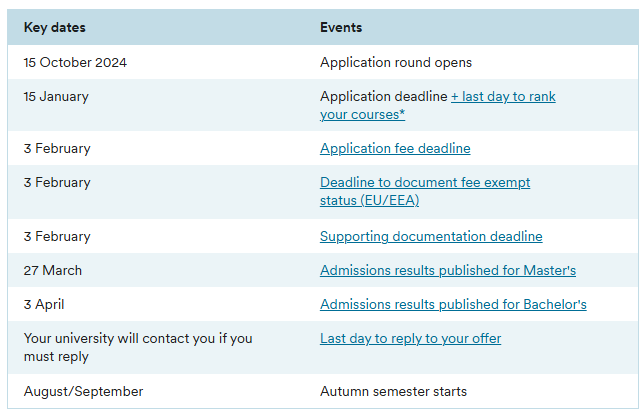 Key dates Events
15 October 2024 Application round opens
15 January Application deadline + last day to rank
your courses*
3 February Application fee deadline
3 February Deadline to document fee exempt
status (EU/EEA)
3 February Supporting documentation deadline
27 March Admissions results published for Master's
3 April Admissions results published for Bachelor's
Your university will contact you if you Last day to reply to your offer
must reply
August/September Autumn semester starts